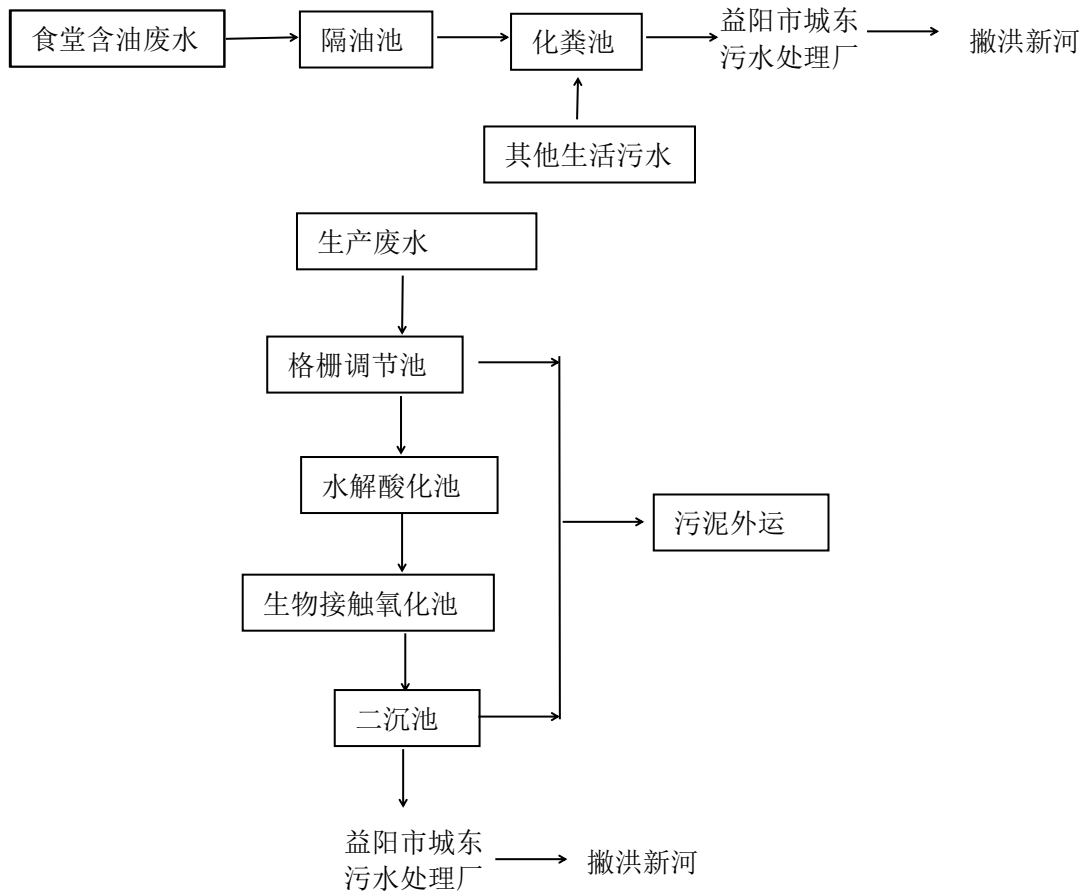 食堂含油废水
隔油池
化粪池
益阳市城东
污水处理厂
撇洪新河
其他生活污水
生产废水
格栅调节池
水解酸化池
污泥外运
生物接触氧化池
二沉池
益阳市城东
污水处理厂
撇洪新河